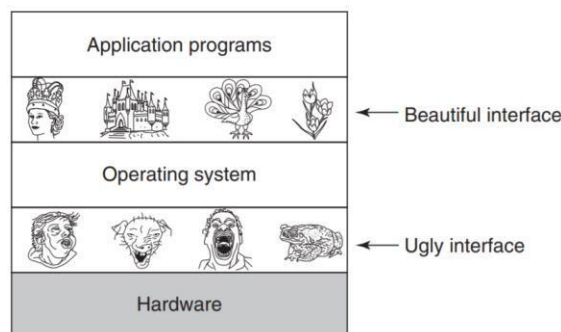 Application programs
Beautiful interface
Operating system
Ugly interface
Hardware